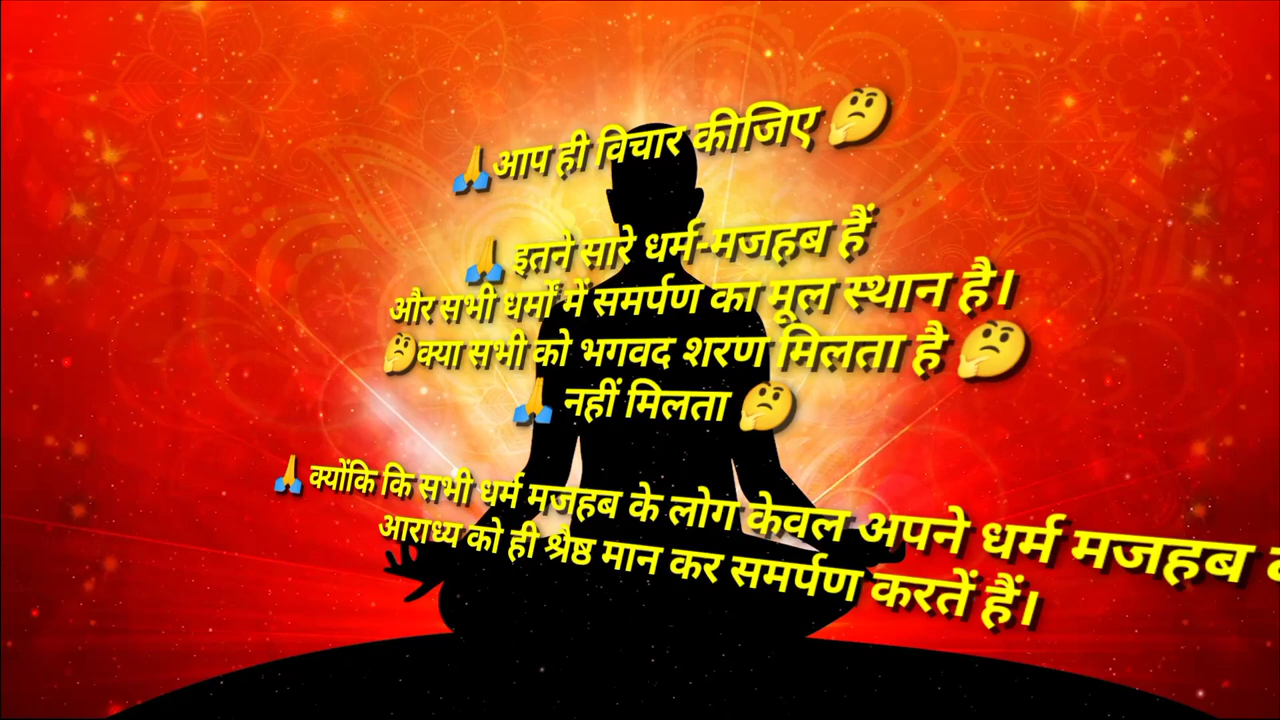 🙏आप ही विचार कीजिए 🤔
🙏 इतने सारे धर्म-मजहब हैं
और सभी धर्मों में समर्पण का मूल स्थान है।
🤔क्या सभी को भगवद शरण मिलता है 🤔
🙏 नहीं मिलता 🤔
🙏 क्योंकि कि सभी धर्म मजहब के लोग केवल अपने धर्म मजहब
आराध्य को ही श्रैष्ठ मान कर समर्पण करतें हैं।